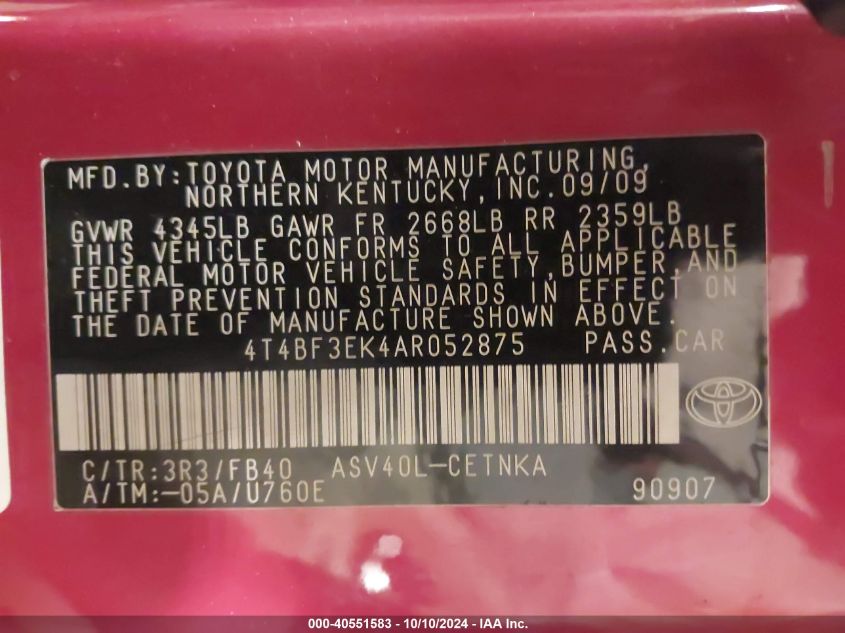 MFD.BY:TOYOTA MOTOR MANUFACTURING,
NORTHERN KENTUCKY,INC.09/09
GVWR 4345LB GAWR FR 2668LB RR 2359LB
THIS VEHICLE CONFORMS TO ALL APPLICABLE
FEDERAL MOTOR VEHICLE SAFETY,BUMPER,AND
THEFT PREVENTION STANDARDS IN EFFECT ON
THE DATE OF MANUFACTURE SHOWN ABOVE.
4T4BF3EK4AR052875 PASS.CAR
C/TR:3R3/FB40 ASV40L-CETNKA
A/TM:-05A/U760E 90907
000-40551583 - 10/10/2024 - IAA Inc.